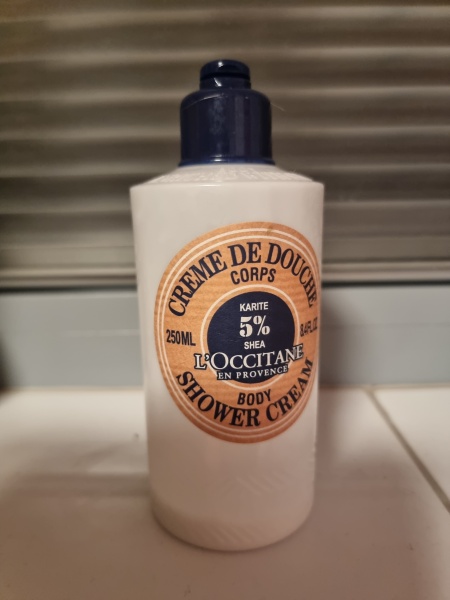 CREME DE DOUCHE
CORPS
KARITE
5%
SHEA
250ML
8.4FL.OZ
L'OCCITANE
EN PROVENCE
BODY
SHOWER CREAM